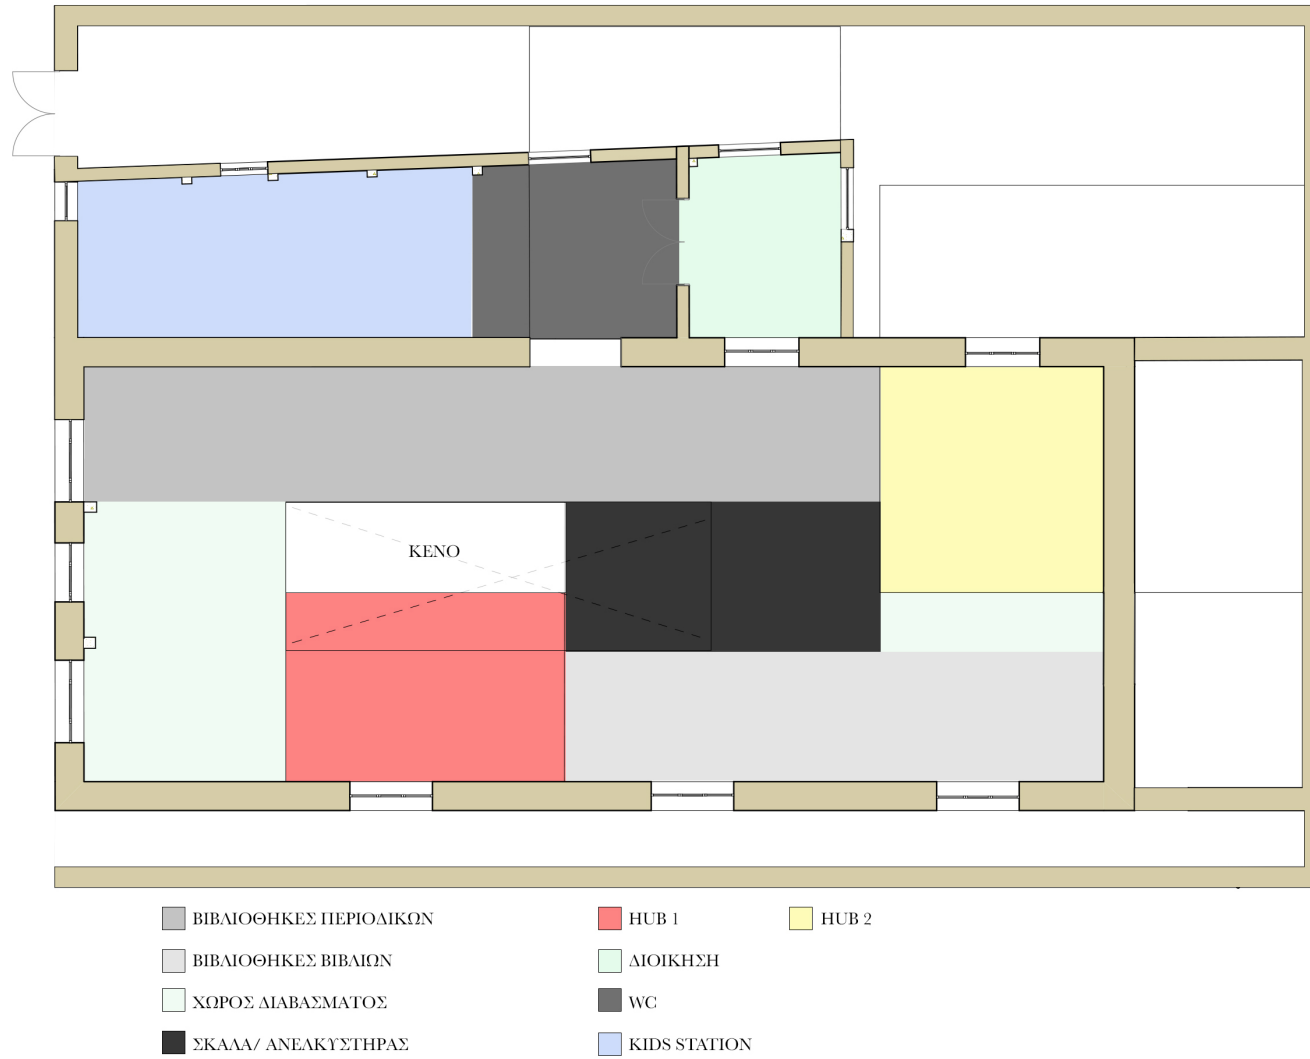 ΚΕΝΟ
ΒΙΒΛΙΟΘΗΚΕΣ ΠΕΡΙΟΔΙΚΩΝ
HUB 1
HUB 2
ΒΙΒΛΙΟΘΗΚΕΣ ΒΙΒΛΙΩΝ
ΔΙΟΙΚΗΣΗ
ΧΩΡΟΣ ΔΙΑΒΑΣΜΑΤΟΣ
WC
ΣΚΑΛΑ/ ΑΝΕΛΚΥΣΤΗΡΑΣ
KIDS STATION